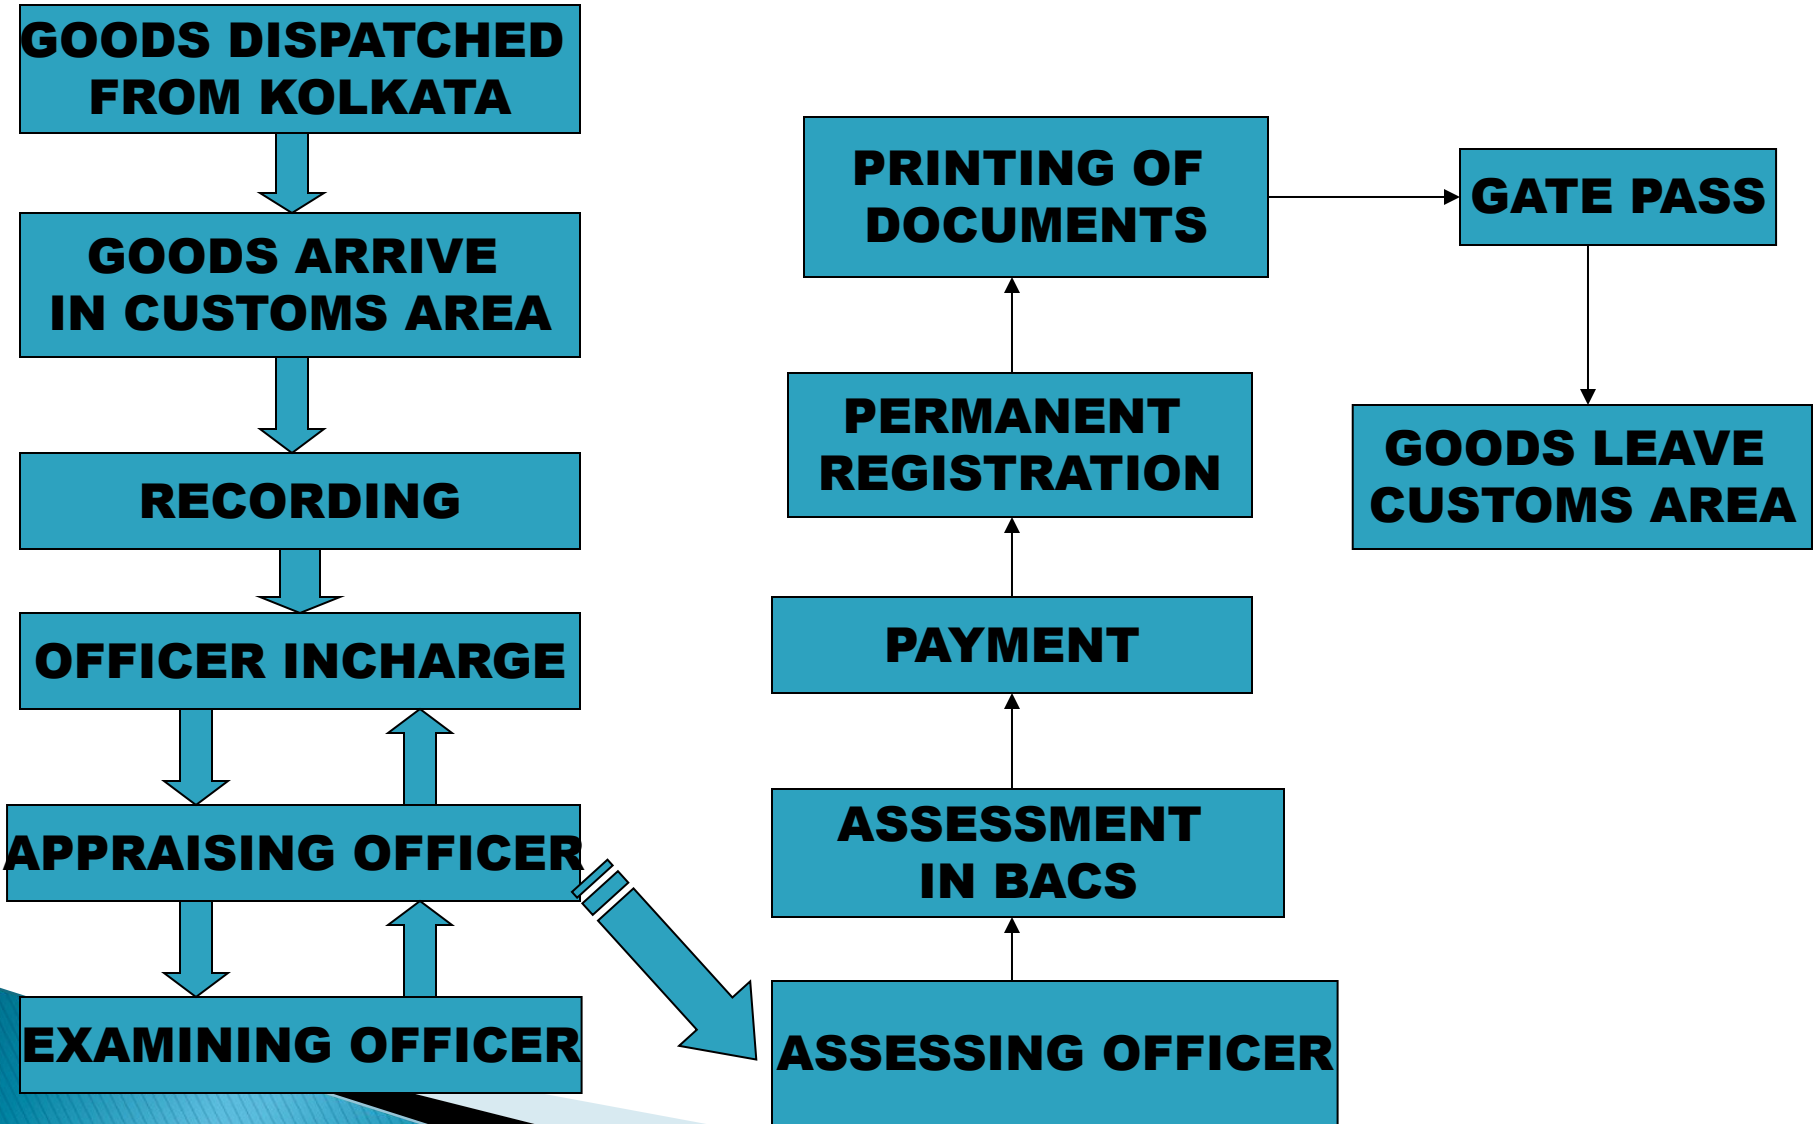 GOODS DISPATCHED
FROM KOLKATA
GOODS ARRIVE
IN CUSTOMS AREA
RECORDING
OFFICER INCHARGE
APPRAISING OFFICER
EXAMINING OFFICER
ASSESSING OFFICER
ASSESSMENT
IN BACS
PAYMENT
PERMANENT
REGISTRATION
PRINTING OF
DOCUMENTS
GATE PASS
GOODS LEAVE
CUSTOMS AREA